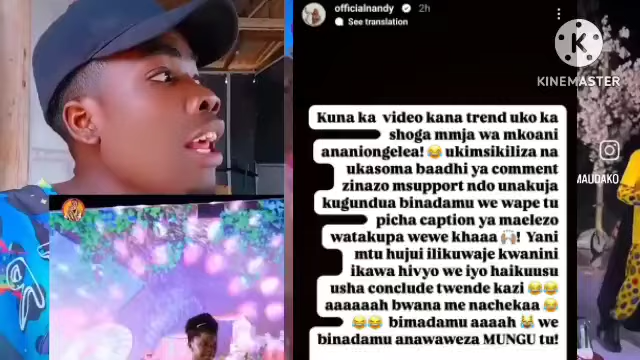 officialnandy 2h
See translation
KINEMASTER
Kuna ka video kana trend uko ka
shoga mmja wa mkoani
ananiongelea! 😂 ukimsikiliza na
ukasoma baadhi ya comment
zinazo msupport ndo unakuja
kugundua binadamu we wape tu
picha caption ya maelezo
watakupa wewe khaaa 🙌! Yani
mtu hujui ilikuwaje kwanini
ikawa hivyo we iyo haikuusu
usha conclude twende kazi 😂😂
aaaaaah bwana me nachekaa 😂
😂😂 bimadamu aaaah 😹 we
binadamu anawaweza MUNGU tu!
MAUDAKO